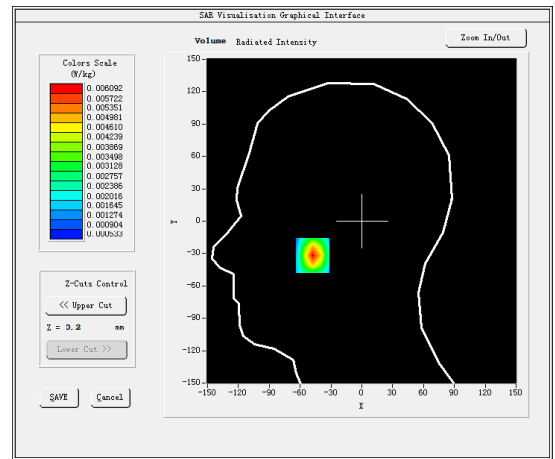 SAR Visualisation Graphical Interface
Volume Radiated Intensity
Zoom In/Out
Colors Scale
(W/kg)
0.006092
0.005722
0.005351
0.004981
0.004610
0.004239
0.003869
0.003498
0.003128
0.002757
0.002386
0.002016
0.001645
0.001274
0.000904
0.000533
Z-Cuts Control
<< Upper Cut
Z = 0.2 mm
Lower Cut >>
SAVE
Cancel
150
120
90
60
30
0
-30
-60
-90
-120
-150
Y
-150 -120 -90 -60 -30 0 30 60 90 120 150
X